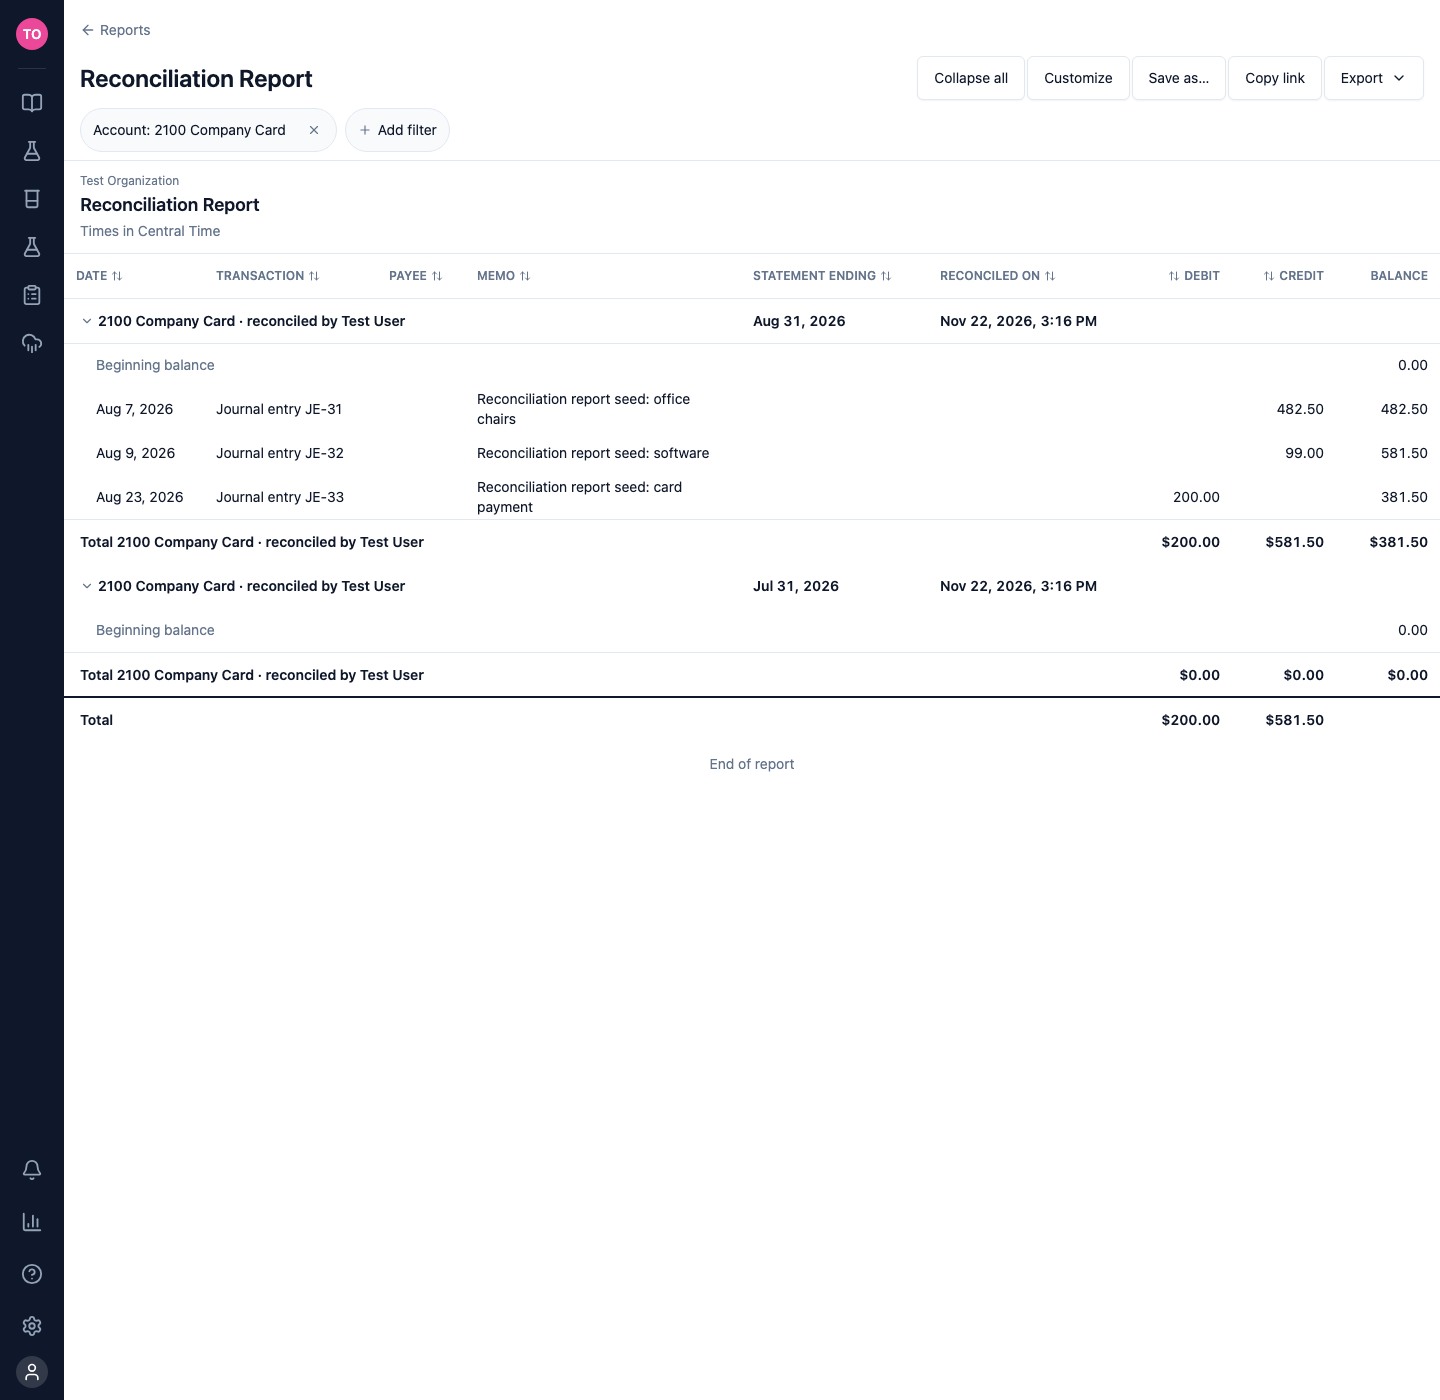 TO
Reports
Reconciliation Report
Collapse all
Customize
Save as...
Copy link
Export
Account: 2100 Company Card
Add filter
Test Organization
Reconciliation Report
Times in Central Time
DATE TRANSACTION PAYEE MEMO STATEMENT ENDING RECONCILED ON DEBIT CREDIT BALANCE
2100 Company Card · reconciled by Test User Aug 31, 2026 Nov 22, 2026, 3:16 PM
Beginning balance 0.00
Aug 7, 2026 Journal entry JE-31 Reconciliation report seed: office
chairs 482.50 482.50
Aug 9, 2026 Journal entry JE-32 Reconciliation report seed: software 99.00 581.50
Aug 23, 2026 Journal entry JE-33 Reconciliation report seed: card
payment 200.00 381.50
Total 2100 Company Card · reconciled by Test User $200.00 $581.50 $381.50
2100 Company Card · reconciled by Test User Jul 31, 2026 Nov 22, 2026, 3:16 PM
Beginning balance 0.00
Total 2100 Company Card · reconciled by Test User $0.00 $0.00 $0.00
Total $200.00 $581.50
End of report